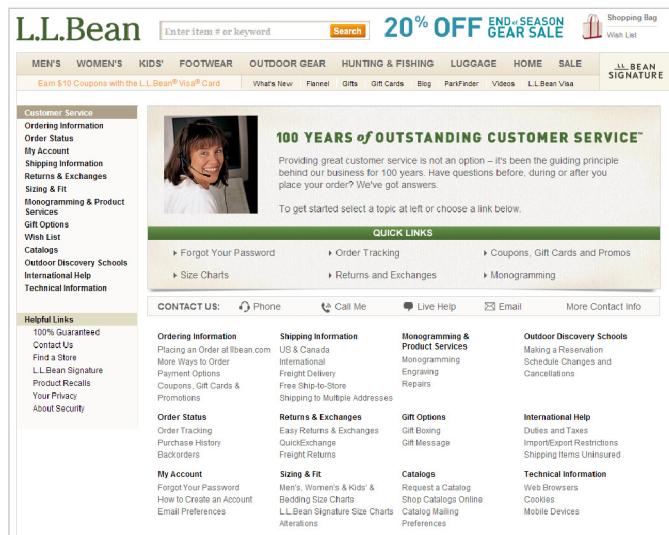 L.L.Bean
Enter item # or keyword
Search
20% OFF END of SEASON
GEAR SALE
Shopping Bag
Wish List
MEN'S WOMEN'S KIDS' FOOTWEAR OUTDOOR GEAR HUNTING & FISHING LUGGAGE HOME SALE
L.L. BEAN
SIGNATURE
Earn $10 Coupons with the L.L.Bean® Visa® Card
What's New Flannel Gifts Gift Cards Blog ParkFinder Videos L.L.Bean Visa
Customer Service
Ordering Information
Order Status
My Account
Shipping Information
Returns & Exchanges
Sizing & Fit
Monogramming & Product
Services
Gift Options
Wish List
Catalogs
Outdoor Discovery Schools
International Help
Technical Information
Helpful Links
100% Guaranteed
Contact Us
Find a Store
L.L.Bean Signature
Product Recalls
Your Privacy
About Security
100 YEARS of OUTSTANDING CUSTOMER SERVICE™
Providing great customer service is not an option – it's been the guiding principle
behind our business for 100 years. Have questions before, during or after you
place your order? We've got answers.
To get started select a topic at left or choose a link below.
QUICK LINKS
Forgot Your Password
Order Tracking
Coupons, Gift Cards and Promos
Size Charts
Returns and Exchanges
Monogramming
CONTACT US: Phone Call Me Live Help Email More Contact Info
Ordering Information
Placing an Order at llbean.com
More Ways to Order
Payment Options
Coupons, Gift Cards &
Promotions
Shipping Information
US & Canada
International
Freight Delivery
Free Ship-to-Store
Shipping to Multiple Addresses
Monogramming &
Product Services
Monogramming
Engraving
Repairs
Outdoor Discovery Schools
Making a Reservation
Schedule Changes and
Cancellations
Order Status
Order Tracking
Purchase History
Backorders
Returns & Exchanges
Easy Returns & Exchanges
QuickExchange
Freight Returns
Gift Options
Gift Boxing
Gift Message
International Help
Duties and Taxes
Import/Export Restrictions
Shipping Items Uninsured
My Account
Forgot Your Password
How to Create an Account
Email Preferences
Sizing & Fit
Men's, Women's & Kids' &
Bedding Size Charts
L.L.Bean Signature Size Charts
Alterations
Catalogs
Request a Catalog
Shop Catalogs Online
Catalog Mailing
Preferences
Technical Information
Web Browsers
Cookies
Mobile Devices